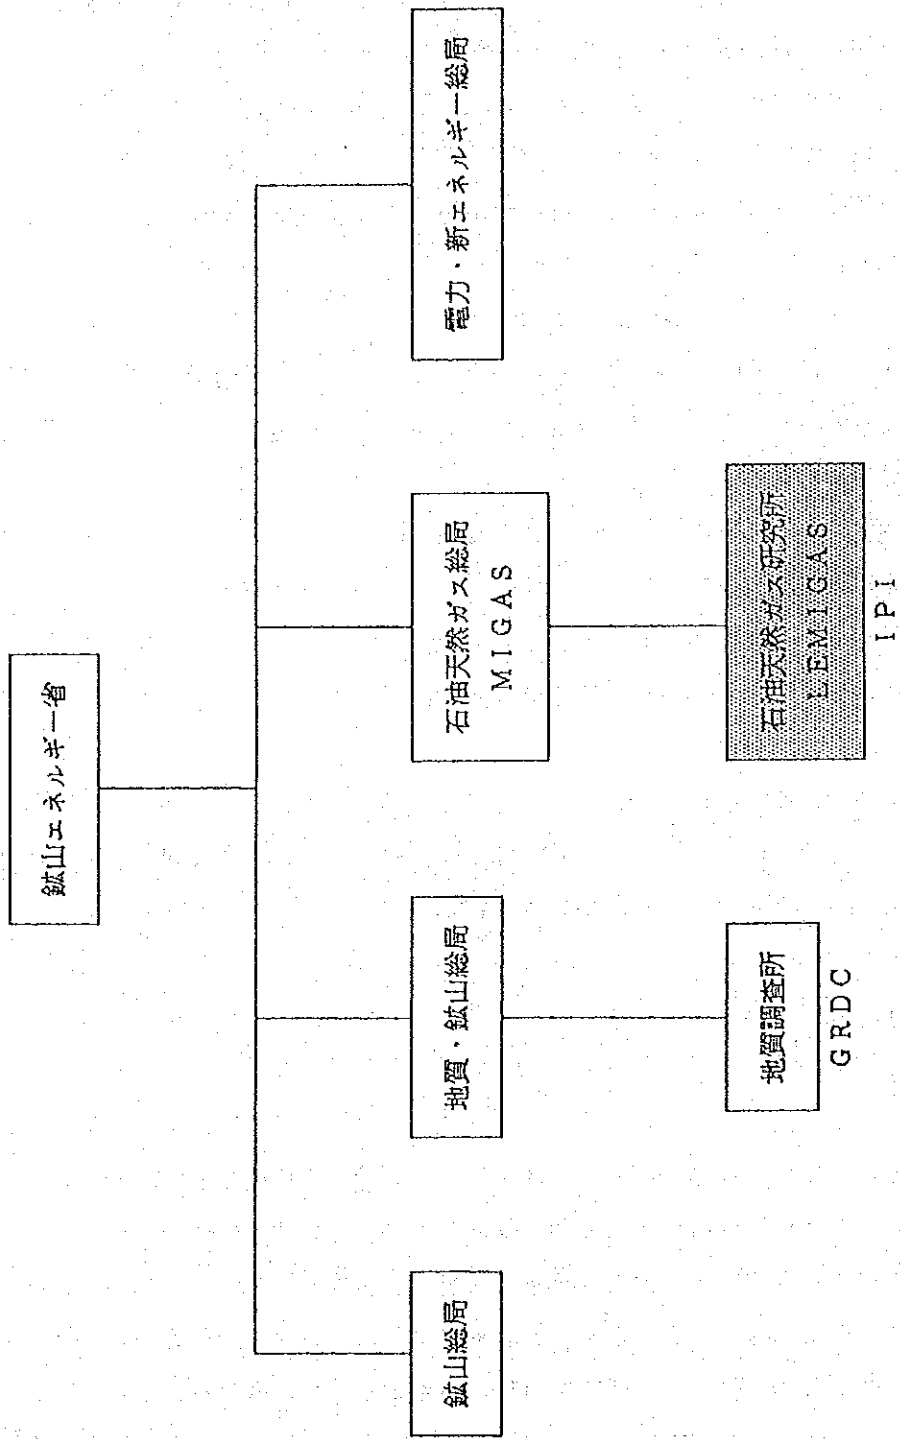 鉱山エネルギー省
鉱山総局
地質・鉱山総局
石油天然ガス総局
MIGAS
電力・新エネルギー総局
地質調査所
GRDC
石油天然ガス研究所
LEMIGAS
IPI